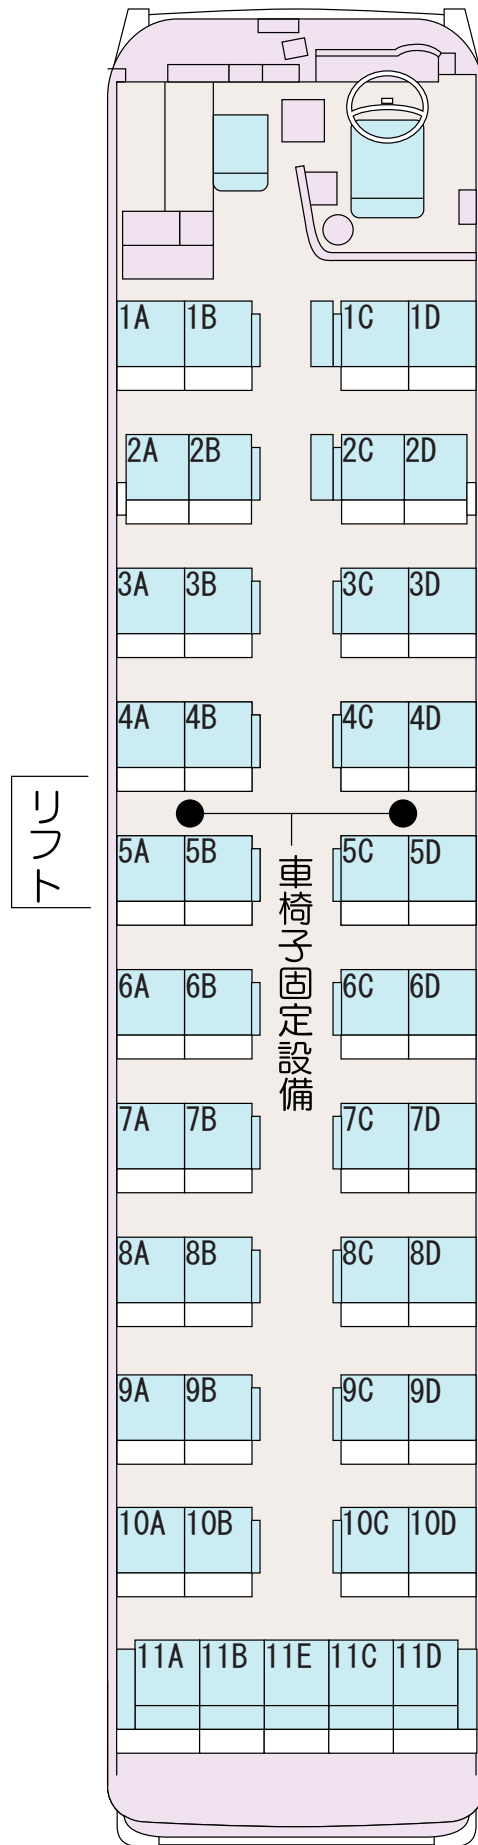 1A 1B 1C 1D
2A 2B 2C 2D
3A 3B 3C 3D
4A 4B 4C 4D
リフト
5A 5B 5C 5D
車椅子固定設備
6A 6B 6C 6D
7A 7B 7C 7D
8A 8B 8C 8D
9A 9B 9C 9D
10A 10B 10C 10D
11A 11B 11E 11C 11D